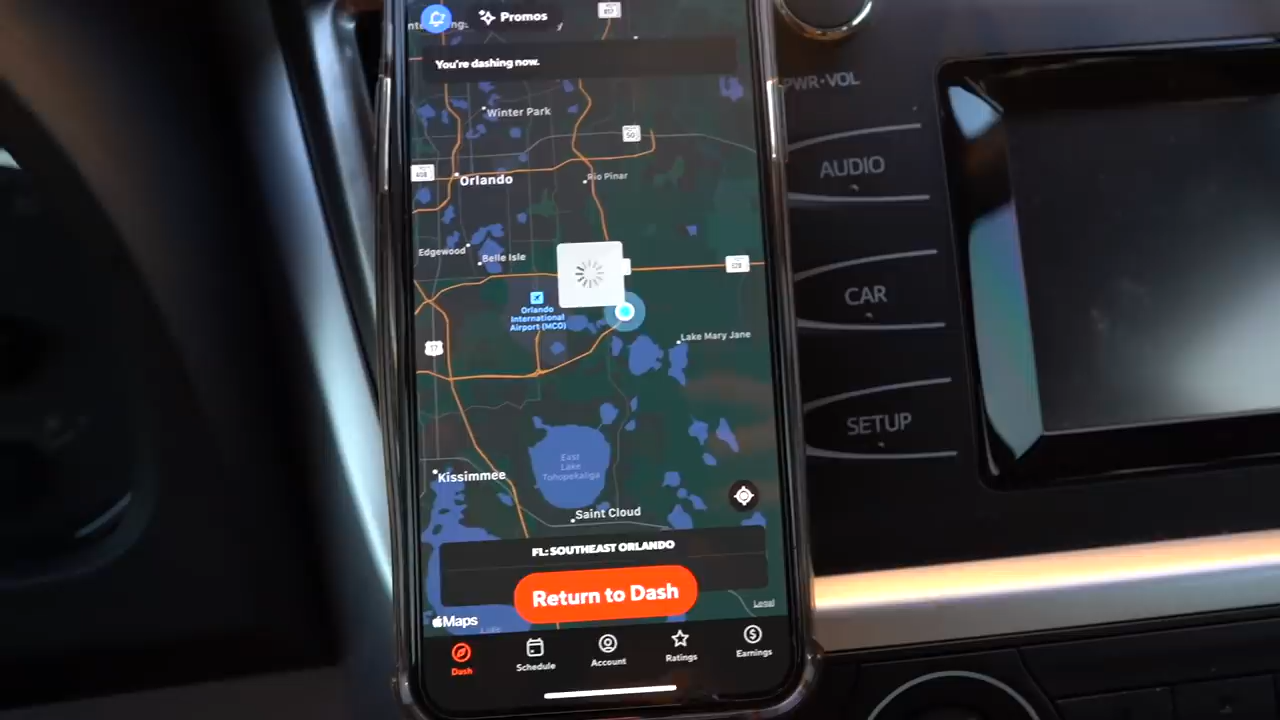 Promos
You're dashing now.
Winter Park
50
408
Orlando
Rio Pinar
Edgewood
Belle Isle
528
Orlando
International
Airport (MCO)
17
Lake Mary Jane
East
Lake
Tohopekaliga
Kissimmee
Saint Cloud
FL: SOUTHEAST ORLANDO
Return to Dash
Maps
Legal
Dash
Schedule
Account
Ratings
Earnings
PWR•VOL
AUDIO
CAR
SETUP